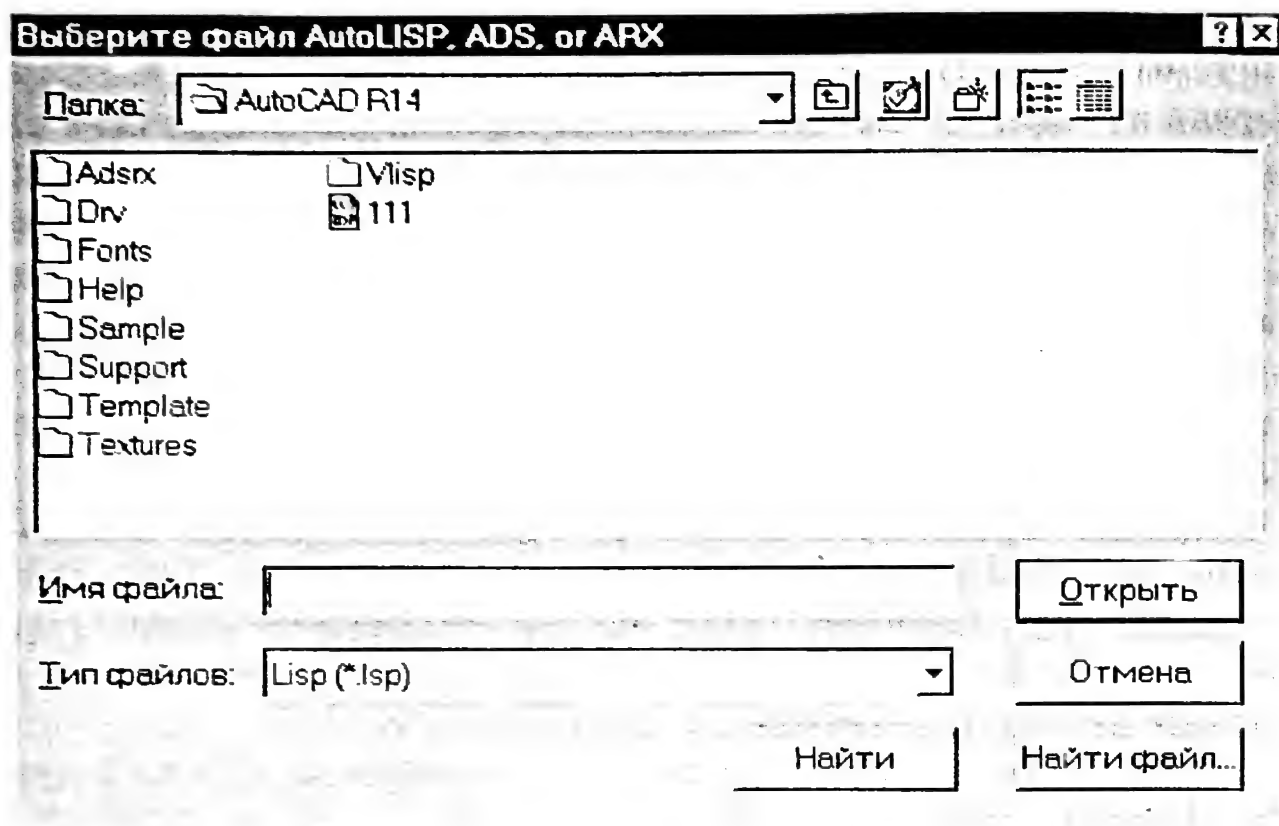 Выберите файл AutoLISP, ADS, or ARX
Папка: AutoCAD R14
Adsrx
Drv
Fonts
Help
Sample
Support
Template
Textures
Vlisp
111
Имя файла:
Открыть
Тип файлов: Lisp (*.lsp)
Отмена
Найти
Найти файл...